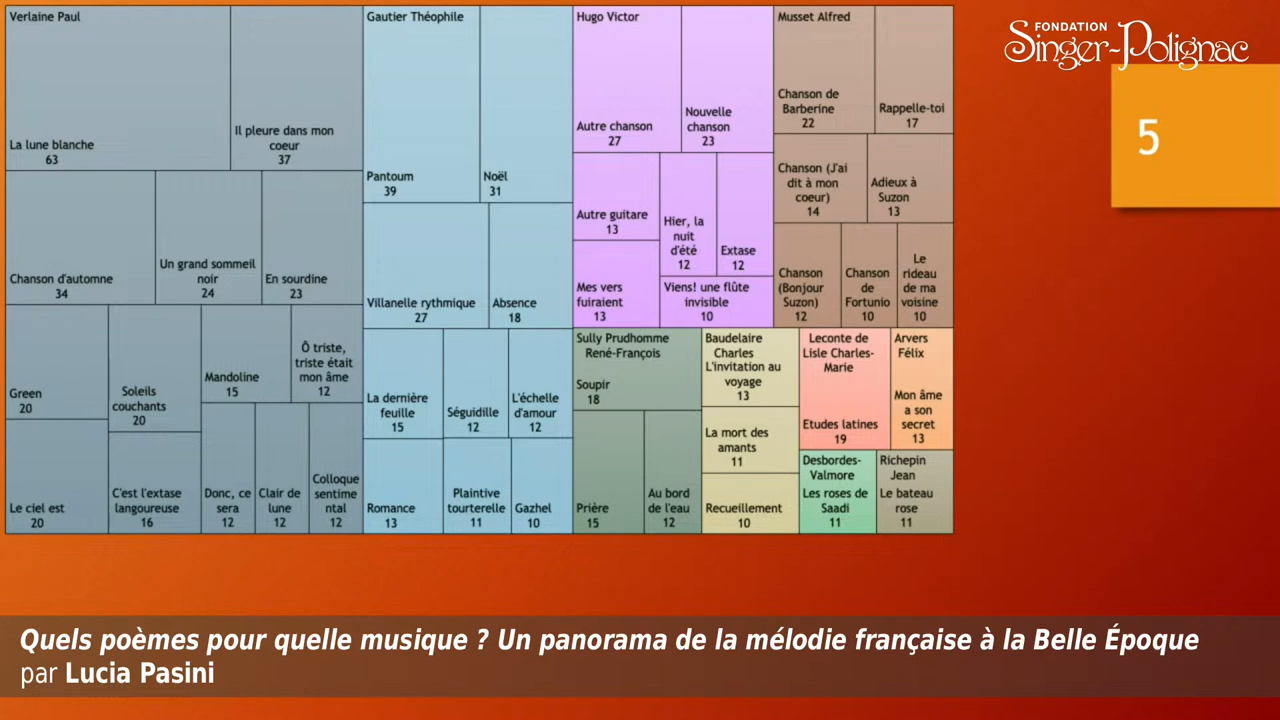 Verlaine Paul
La lune blanche
63
Il pleure dans mon
coeur
37
Chanson d'automne
34
Un grand sommeil
noir
24
En sourdine
23
Green
20
Soleils
couchants
20
Mandoline
15
Ô triste,
triste était
mon âme
12
Le ciel est
20
C'est l'extase
langoureuse
16
Donc, ce
sera
12
Clair de
lune
12
Colloque
sentime
ntal
12
Gautier Théophile
Pantoum
39
Noël
31
Villanelle rythmique
27
Absence
18
La dernière
feuille
15
Séguidille
12
L'échelle
d'amour
12
Romance
13
Plaintive
tourterelle
11
Gazhel
10
Hugo Victor
Autre chanson
27
Nouvelle
chanson
23
Autre guitare
13
Hier, la
nuit
d'été
12
Extase
12
Mes vers
fuiraient
13
Viens! une flûte
invisible
10
Musset Alfred
Chanson de
Barberine
22
Rappelle-toi
17
Chanson (J'ai
dit à mon
coeur)
14
Adieux à
Suzon
13
Chanson
(Bonjour
Suzon)
12
Chanson
de
Fortunio
10
Le
rideau
de ma
voisine
10
Sully Prudhomme
René-François
Soupir
18
Prière
15
Au bord
de l'eau
12
Baudelaire
Charles
L'invitation au
voyage
13
La mort des
amants
11
Recueillement
10
Leconte de
Lisle Charles-
Marie
Etudes latines
19
Arvers
Félix
Mon âme
a son
secret
13
Desbordes-
Valmore
Les roses de
Saadi
11
Richepin
Jean
Le bateau
rose
11
FONDATION
Singer-Polignac
5
Quels poèmes pour quelle musique ? Un panorama de la mélodie française à la Belle Époque
par Lucia Pasini